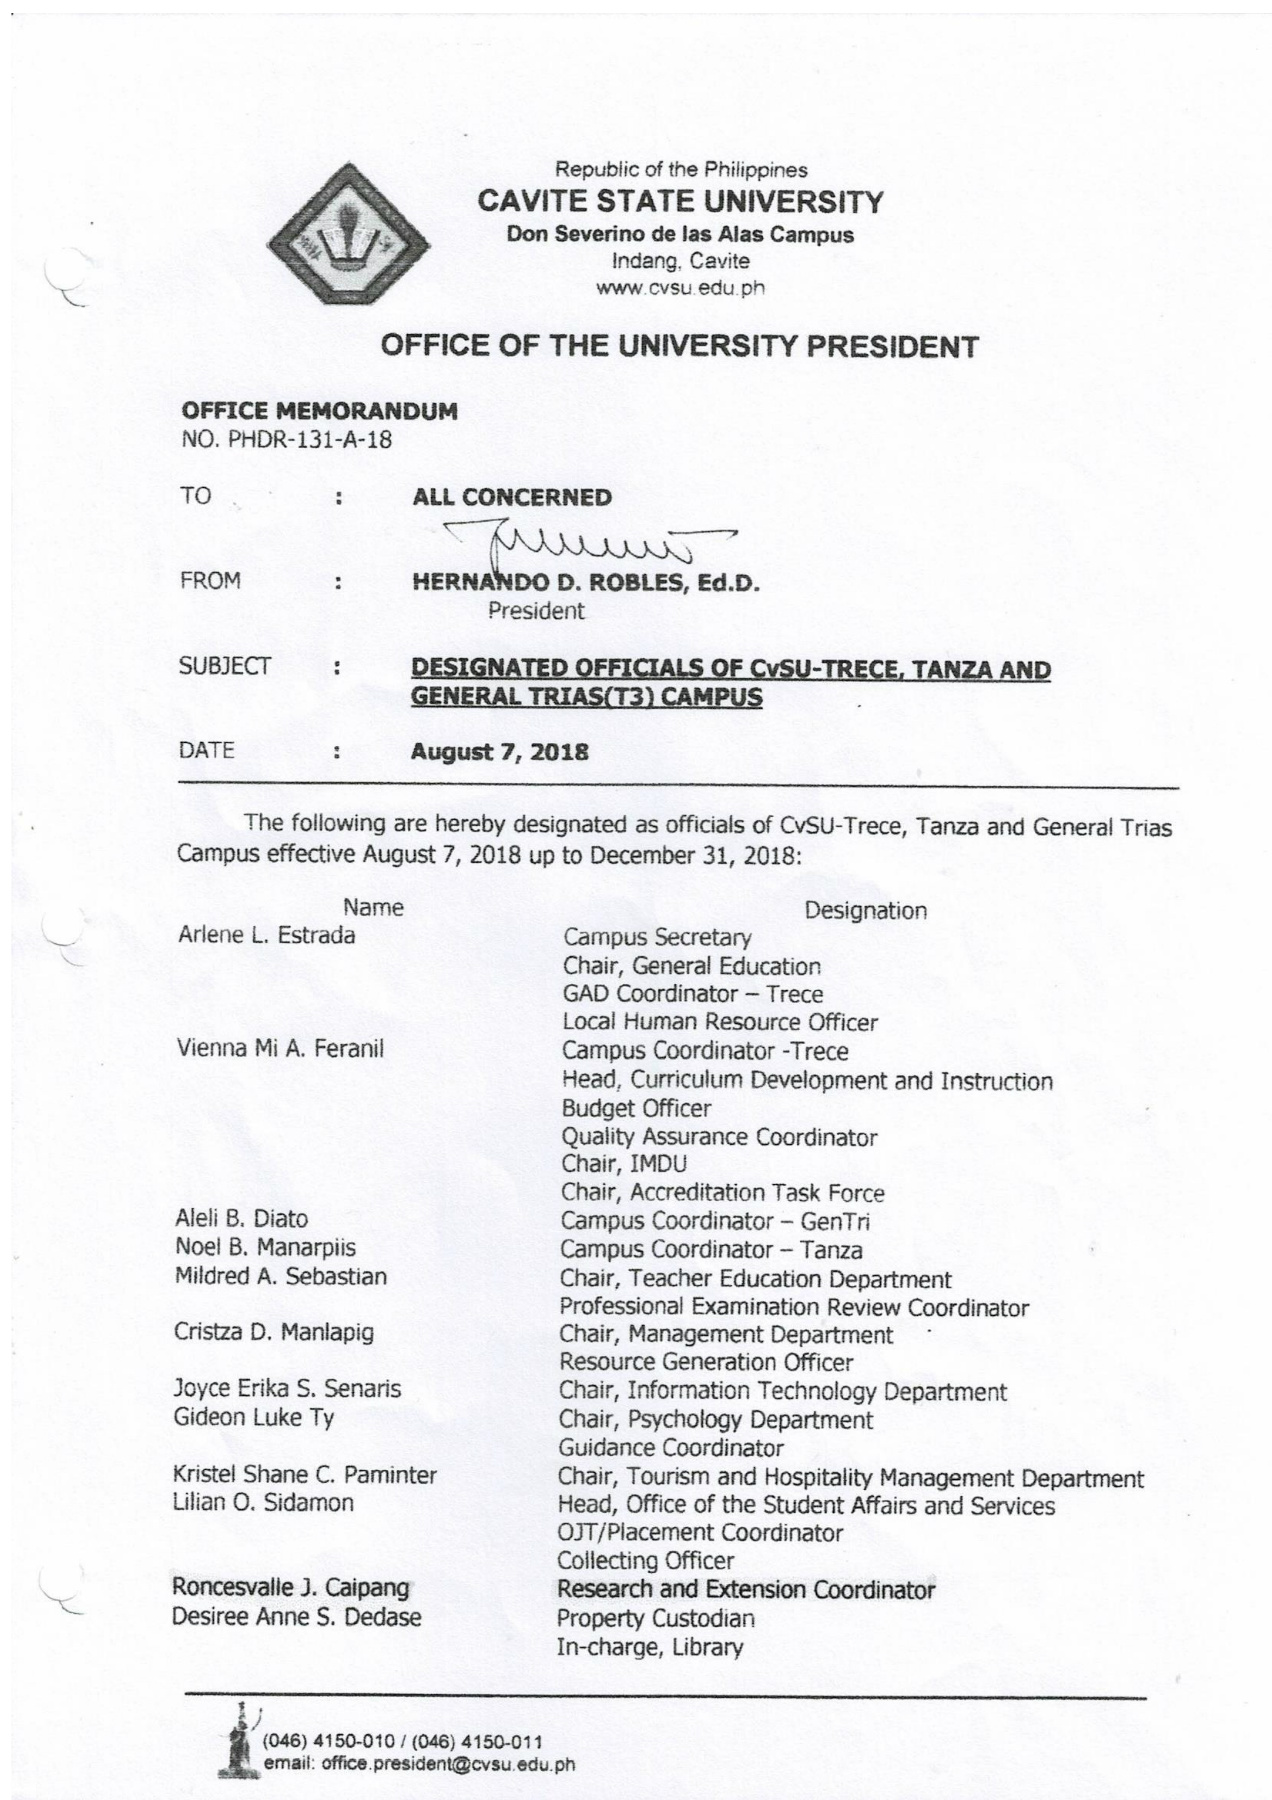 Republic of the Philippines
CAVITE STATE UNIVERSITY
Don Severino de las Alas Campus
Indang, Cavite
www.cvsu.edu.ph
OFFICE OF THE UNIVERSITY PRESIDENT
OFFICE MEMORANDUM
NO. PHDR-131-A-18
TO : ALL CONCERNED
FROM : HERNANDO D. ROBLES, Ed.D.
President
SUBJECT : DESIGNATED OFFICIALS OF CvSU-TRECE, TANZA AND
GENERAL TRIAS(T3) CAMPUS
DATE : August 7, 2018
The following are hereby designated as officials of CvSU-Trece, Tanza and General Trias
Campus effective August 7, 2018 up to December 31, 2018:
Name Designation
Arlene L. Estrada Campus Secretary
Chair, General Education
GAD Coordinator – Trece
Local Human Resource Officer
Vienna Mi A. Feranil Campus Coordinator -Trece
Head, Curriculum Development and Instruction
Budget Officer
Quality Assurance Coordinator
Chair, IMDU
Chair, Accreditation Task Force
Aleli B. Diato Campus Coordinator – GenTri
Noel B. Manarpiis Campus Coordinator – Tanza
Mildred A. Sebastian Chair, Teacher Education Department
Professional Examination Review Coordinator
Cristza D. Manlapig Chair, Management Department
Resource Generation Officer
Joyce Erika S. Senaris Chair, Information Technology Department
Gideon Luke Ty Chair, Psychology Department
Guidance Coordinator
Kristel Shane C. Paminter Chair, Tourism and Hospitality Management Department
Lilian O. Sidamon Head, Office of the Student Affairs and Services
OJT/Placement Coordinator
Collecting Officer
Roncesvalle J. Caipang Research and Extension Coordinator
Desiree Anne S. Dedase Property Custodian
In-charge, Library
(046) 4150-010 / (046) 4150-011
email: office.president@cvsu.edu.ph